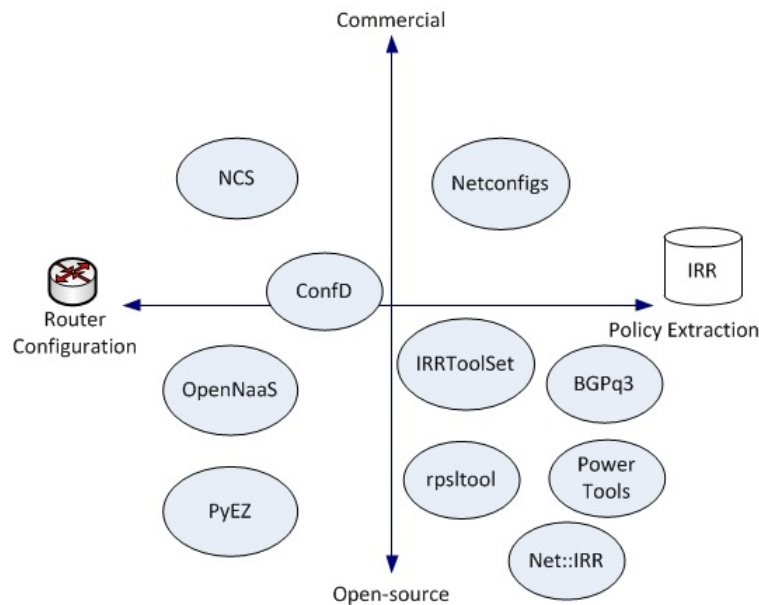 Commercial
NCS
Netconfigs
IRR
ConfD
Router
Configuration
Policy Extraction
IRRToolSet
OpenNaaS
BGPq3
rpsltool
Power
Tools
PyEZ
Net::IRR
Open-source